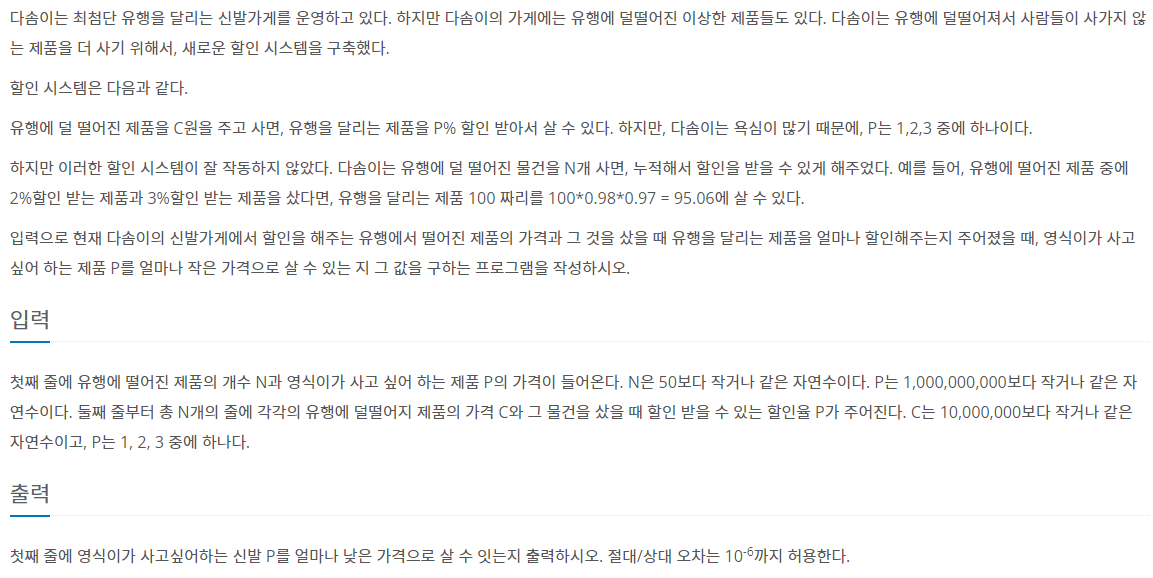 다솜이는 최첨단 유행을 달리는 신발가게를 운영하고 있다. 하지만 다솜이의 가게에는 유행에 덜떨어진 이상한 제품들도 있다. 다솜이는 유행에 덜떨어져서 사람들이 사가지 않
는 제품을 더 사기 위해서, 새로운 할인 시스템을 구축했다.
할인 시스템은 다음과 같다.
유행에 덜 떨어진 제품을 C원을 주고 사면, 유행을 달리는 제품을 P% 할인 받아서 살 수 있다. 하지만, 다솜이는 욕심이 많기 때문에, P는 1,2,3 중에 하나이다.
하지만 이러한 할인 시스템이 잘 작동하지 않았다. 다솜이는 유행에 덜 떨어진 물건을 N개 사면, 누적해서 할인을 받을 수 있게 해주었다. 예를 들어, 유행에 떨어진 제품 중에
2%할인 받는 제품과 3%할인 받는 제품을 샀다면, 유행을 달리는 제품 100 짜리를 100*0.98*0.97 = 95.06에 살 수 있다.
입력으로 현재 다솜이의 신발가게에서 할인을 해주는 유행에서 떨어진 제품의 가격과 그 것을 샀을 때 유행을 달리는 제품을 얼마나 할인해주는지 주어졌을 때, 영식이가 사고
싶어 하는 제품 P를 얼마나 작은 가격으로 살 수 있는 지 그 값을 구하는 프로그램을 작성하시오.
입력
첫째 줄에 유행에 떨어진 제품의 개수 N과 영식이가 사고 싶어 하는 제품 P의 가격이 들어온다. N은 50보다 작거나 같은 자연수이다. P는 1,000,000,000보다 작거나 같은 자
연수이다. 둘째 줄부터 총 N개의 줄에 각각의 유행에 덜떨어지 제품의 가격 C와 그 물건을 샀을 때 할인 받을 수 있는 할인율 P가 주어진다. C는 10,000,000보다 작거나 같은
자연수이고, P는 1, 2, 3 중에 하나다.
출력
첫째 줄에 영식이가 사고싶어하는 신발 P를 얼마나 낮은 가격으로 살 수 잇는지 출력하시오. 절대/상대 오차는 10-6까지 허용한다.